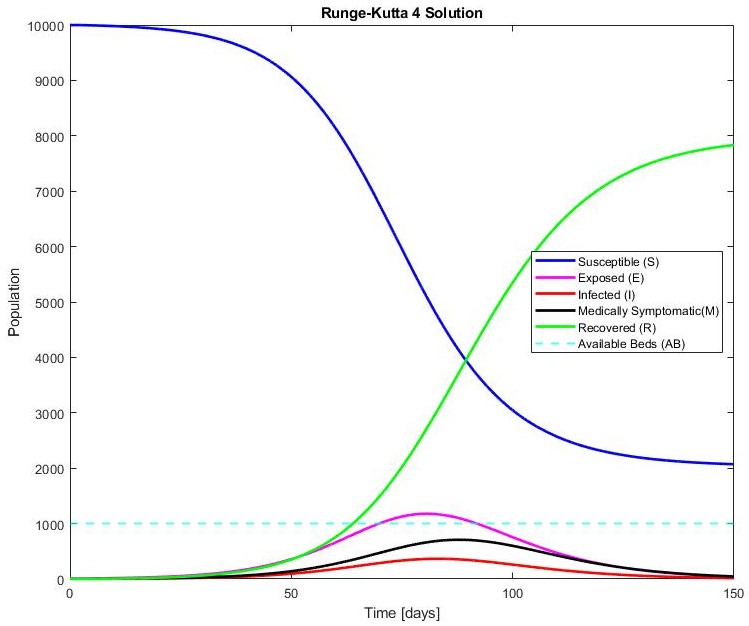 Runge-Kutta 4 Solution
10000
9000
8000
7000
6000
5000
4000
3000
2000
1000
0
Population
Susceptible (S)
Exposed (E)
Infected (I)
Medically Symptomatic(M)
Recovered (R)
Available Beds (AB)
0 50 100 150
Time [days]